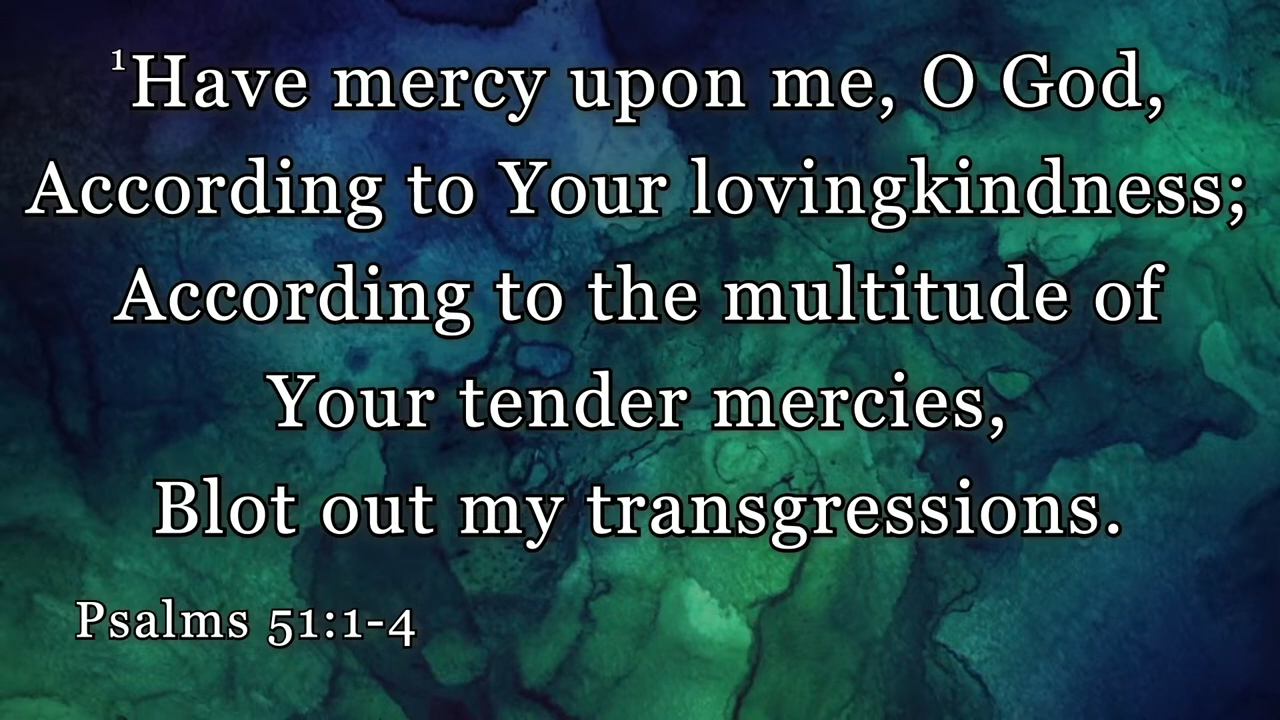 ¹Have mercy upon me, O God,
According to Your lovingkindness;
According to the multitude of
Your tender mercies,
Blot out my transgressions.
Psalms 51:1-4